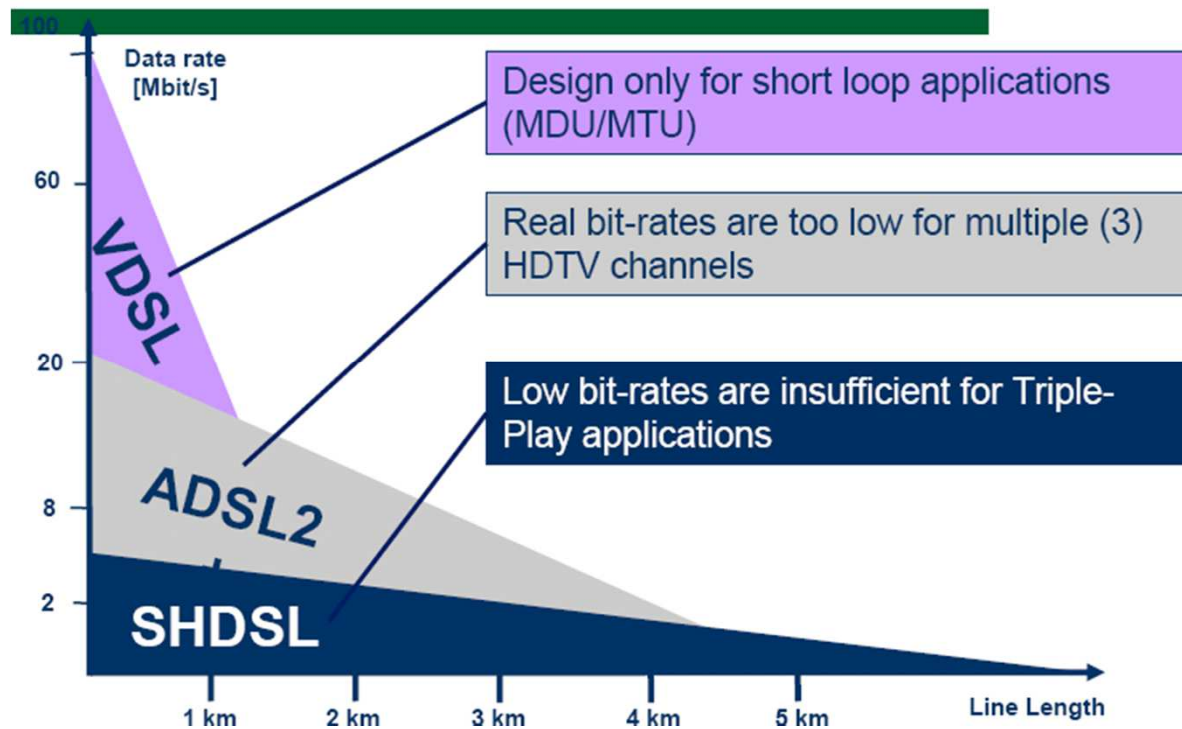 100
Data rate
[Mbit/s]
Design only for short loop applications
(MDU/MTU)
60
Real bit-rates are too low for multiple (3)
HDTV channels
VDSL
20
Low bit-rates are insufficient for Triple-
Play applications
ADSL2
8
2
SHDSL
1 km
2 km
3 km
4 km
5 km
Line Length